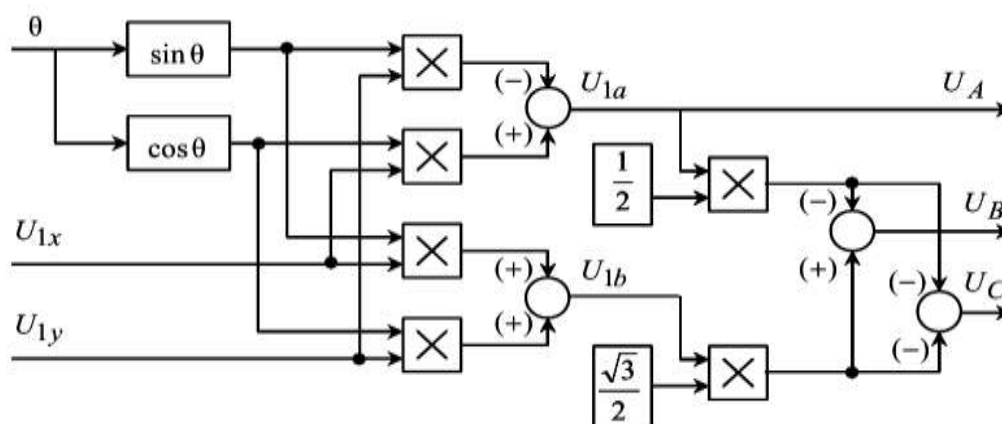 θ
sin θ
cos θ
U1x
U1y
×
×
×
×
(−)
(+)
(+)
(+)
U1a
U1b
1
2
√3
2
×
×
(−)
(+)
(−)
(−)
UA
UB
UC